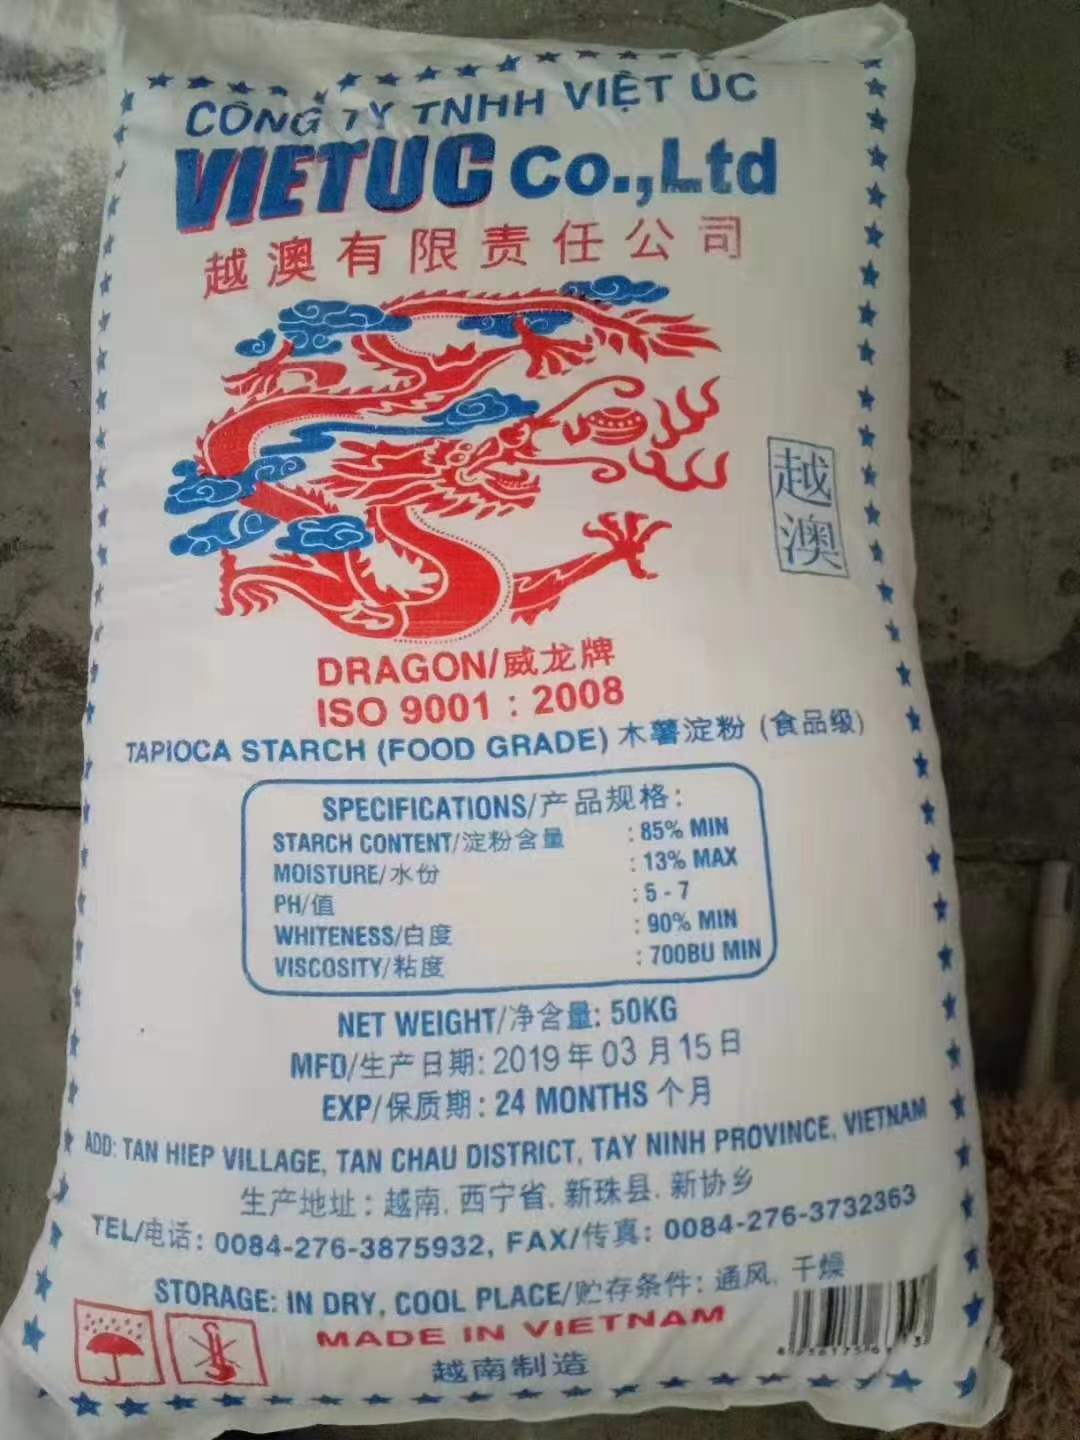 CÔNG TY TNHH VIỆT ÚC
VIETUC Co.,Ltd
越澳有限责任公司
越澳
DRAGON/威龙牌
ISO 9001 : 2008
TAPIOCA STARCH (FOOD GRADE) 木薯淀粉 (食品级)
SPECIFICATIONS/产品规格:
STARCH CONTENT/淀粉含量 : 85% MIN
MOISTURE/水份 : 13% MAX
PH/值 : 5 - 7
WHITENESS/白度 : 90% MIN
VISCOSITY/粘度 : 700BU MIN
NET WEIGHT/净含量: 50KG
MFD/生产日期: 2019年03月15日
EXP/保质期: 24 MONTHS 个月
ADD: TAN HIEP VILLAGE, TAN CHAU DISTRICT, TAY NINH PROVINCE, VIETNAM
生产地址: 越南, 西宁省, 新珠县, 新协乡
TEL/电话: 0084-276-3875932, FAX/传真: 0084-276-3732363
STORAGE: IN DRY, COOL PLACE/贮存条件: 通风, 干燥
MADE IN VIETNAM
越南制造